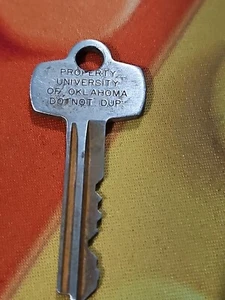 PROPERTY
UNIVERSITY
OF OKLAHOMA
DO NOT DUP